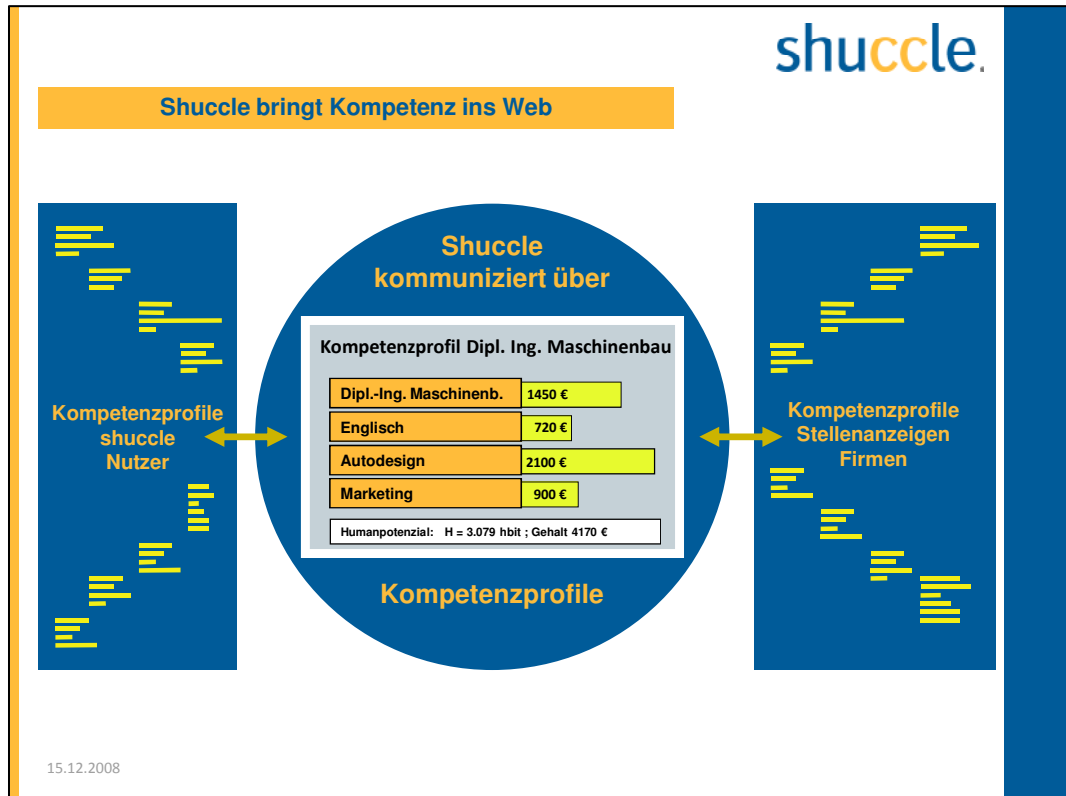 shuccle.
Shuccle bringt Kompetenz ins Web
Kompetenzprofile
shuccle
Nutzer
Shuccle
kommuniziert über
Kompetenzprofil Dipl. Ing. Maschinenbau
Dipl.-Ing. Maschinenb. 1450 €
Englisch 720 €
Autodesign 2100 €
Marketing 900 €
Humanpotenzial: H = 3.079 hbit ; Gehalt 4170 €
Kompetenzprofile
Kompetenzprofile
Stellenanzeigen
Firmen
15.12.2008